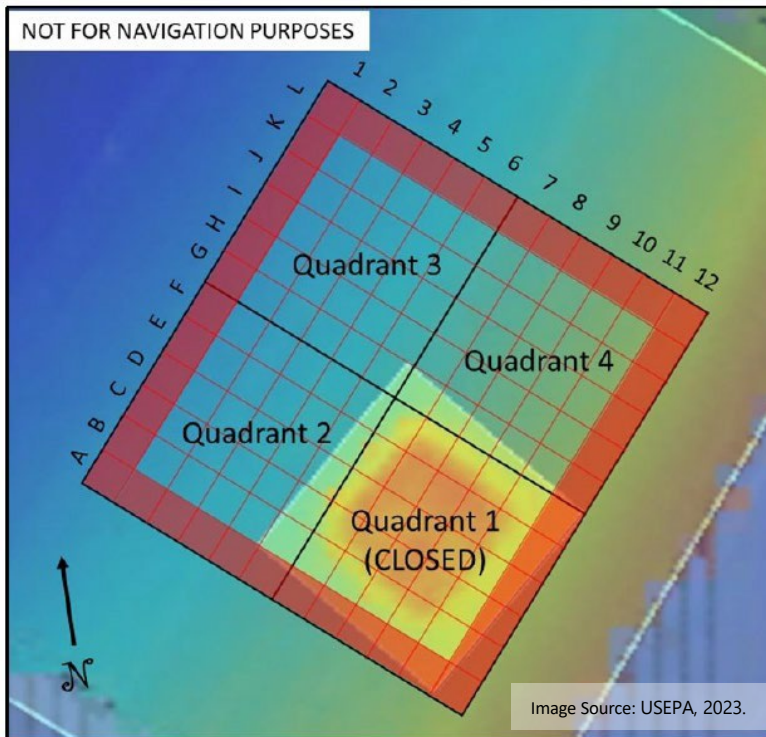 NOT FOR NAVIGATION PURPOSES
1
2
3
4
5
6
7
8
9
10
11
12
L
K
J
I
H
G
F
E
D
C
B
A
Quadrant 3
Quadrant 4
Quadrant 2
Quadrant 1
(CLOSED)
N
Image Source: USEPA, 2023.